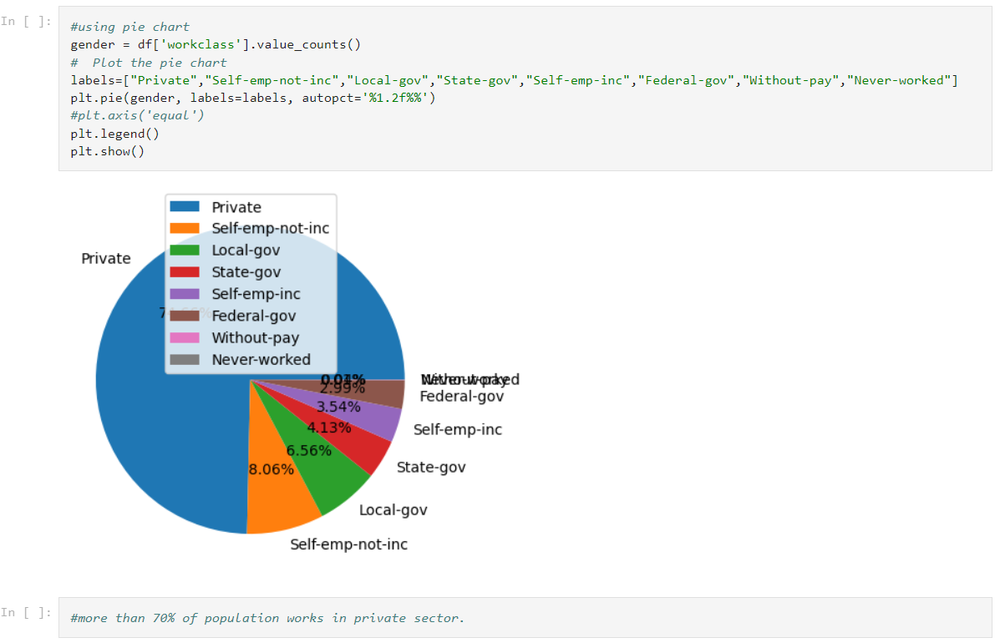 In [ ]:
#using pie chart
gender = df['workclass'].value_counts()
#  Plot the pie chart
labels=["Private","Self-emp-not-inc","Local-gov","State-gov","Self-emp-inc","Federal-gov","Without-pay","Never-worked"]
plt.pie(gender, labels=labels, autopct='%1.2f%%')
#plt.axis('equal')
plt.legend()
plt.show()
Private
Self-emp-not-inc
Local-gov
State-gov
Self-emp-inc
Federal-gov
Without-pay
Never-worked
Private
Without-pay
Never-worked
2.99%
Federal-gov
3.54%
Self-emp-inc
4.13%
State-gov
6.56%
Local-gov
8.06%
Self-emp-not-inc
In [ ]:
#more than 70% of population works in private sector.